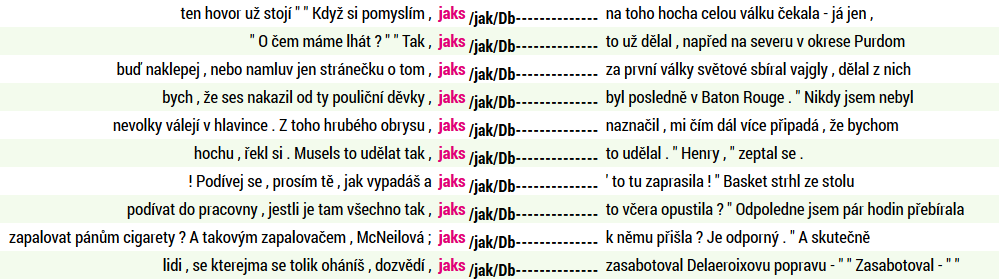 ten hovor už stojí " " Když si pomyslím , jaks /jak/Db-------------- na toho hocha celou válku čekala - já jen ,
" O čem máme lhát ? " " Tak , jaks /jak/Db-------------- to už dělal , napřed na severu v okrese Purdom
buď naklepej , nebo namluv jen stránečku o tom , jaks /jak/Db-------------- za první války světové sbíral vajgly , dělal z nich
bych , že ses nakazil od ty pouliční děvky , jaks /jak/Db-------------- byl posledně v Baton Rouge . " Nikdy jsem nebyl
nevolky válejí v hlavince . Z toho hrubého obrysu , jaks /jak/Db-------------- naznačil , mi čím dál více připadá , že bychom
hochu , řekl si . Musels to udělat tak , jaks /jak/Db-------------- to udělal . " Henry , " zeptal se .
! Podívej se , prosím tě , jak vypadáš a jaks /jak/Db-------------- ' to tu zaprasila ! " Basket strhl ze stolu
podívat do pracovny , jestli je tam všechno tak , jaks /jak/Db-------------- to včera opustila ? " Odpoledne jsem pár hodin přebírala
zapalovat pánům cigarety ? A takovým zapalovačem , McNeilová ; jaks /jak/Db-------------- k němu přišla ? Je odporný . " A skutečně
lidi , se kterejma se tolik oháníš , dozvědí , jaks /jak/Db-------------- zasabotoval Delaeroixovu popravu - " " Zasabotoval - " "